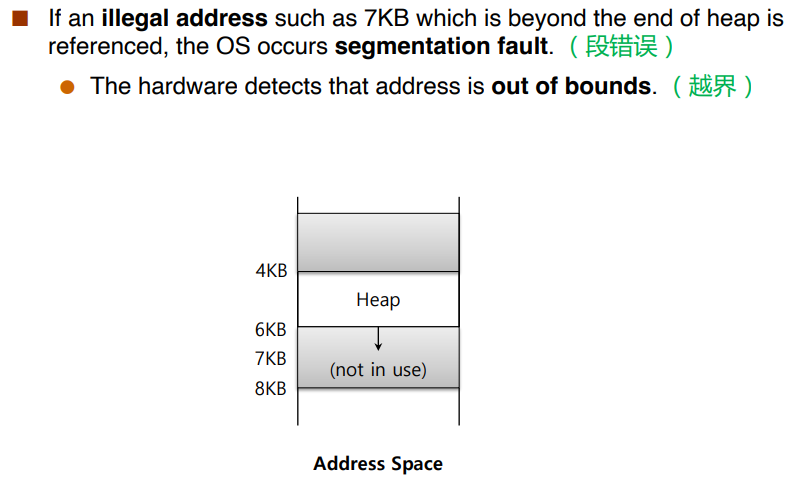 If an illegal address such as 7KB which is beyond the end of heap is
referenced, the OS occurs segmentation fault. （段错误）
The hardware detects that address is out of bounds. （越界）
4KB
Heap
6KB
7KB
(not in use)
8KB
Address Space